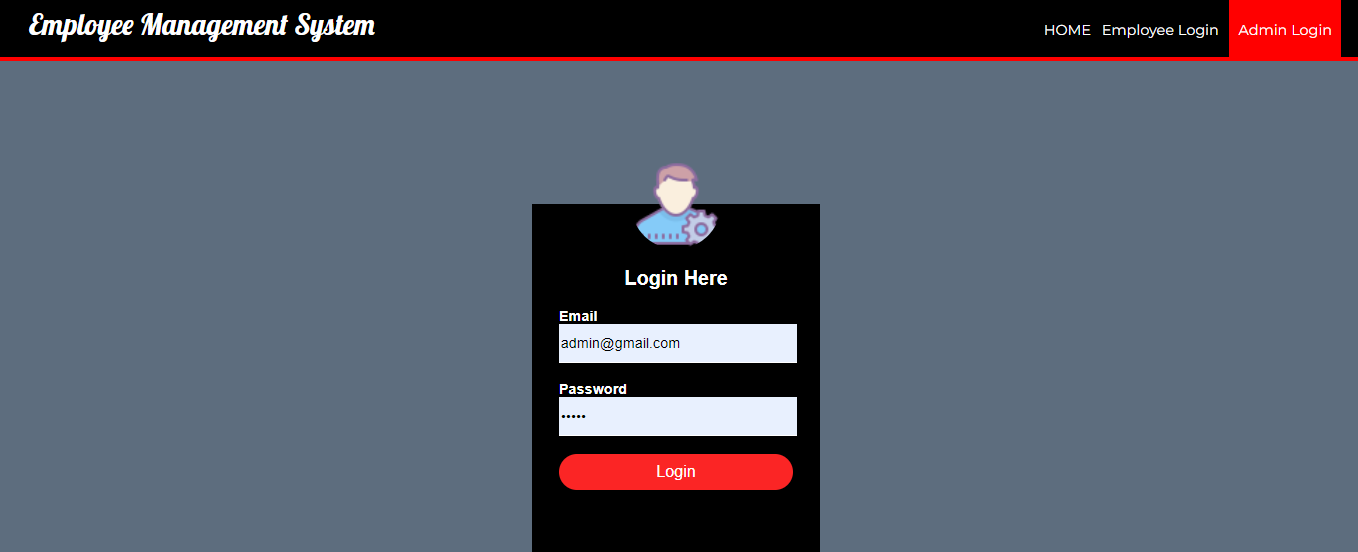 Employee Management System
HOME Employee Login Admin Login
Login Here
Email
admin@gmail.com
Password
•••••
Login